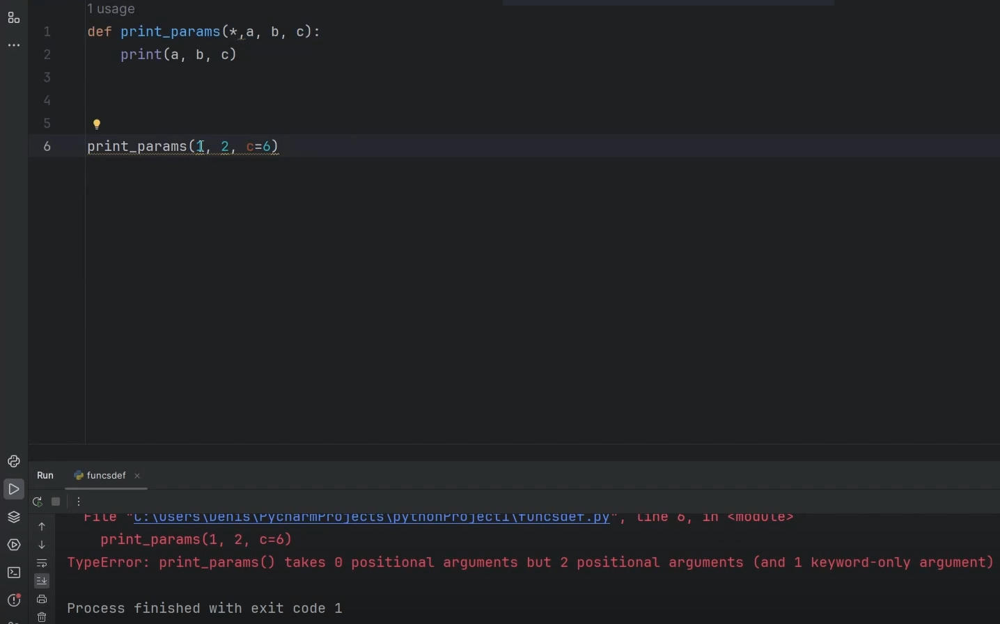 1 usage
1 def print_params(*,a, b, c):
2 print(a, b, c)
3
4
5
6 print_params(1, 2, c=6)
Run funcsdef
File "C:\Users\Denis\PycharmProjects\pythonProject1\funcsdef.py", line 6, in <module>
print_params(1, 2, c=6)
TypeError: print_params() takes 0 positional arguments but 2 positional arguments (and 1 keyword-only argument)
Process finished with exit code 1